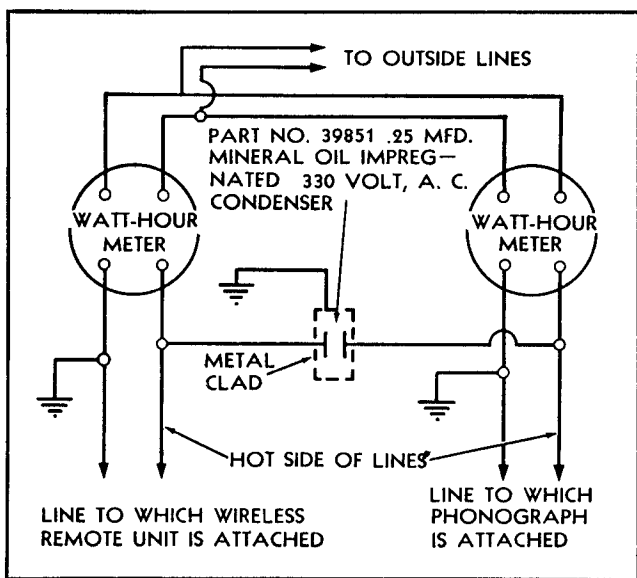 TO OUTSIDE LINES
PART NO. 39851 .25 MFD.
MINERAL OIL IMPREG-
NATED 330 VOLT, A. C.
CONDENSER
WATT-HOUR
METER
WATT-HOUR
METER
METAL
CLAD
HOT SIDE OF LINES
LINE TO WHICH WIRELESS
REMOTE UNIT IS ATTACHED
LINE TO WHICH
PHONOGRAPH
IS ATTACHED